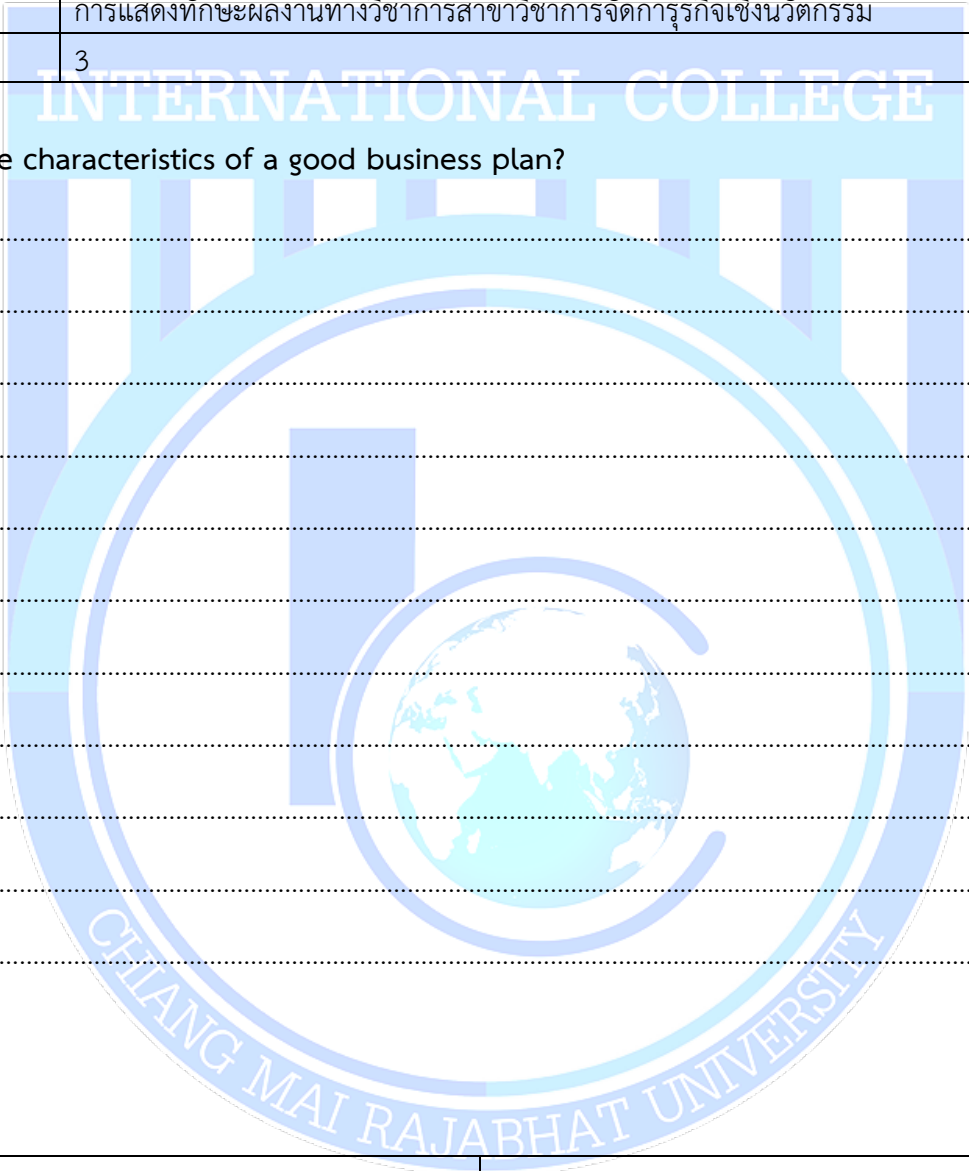 การแสดงทักษะผลงานทางวิชาการสาขาวิชาการจัดการุรกิจเชิงนวัตกรรม
3
INTERNATIONAL COLLEGE
e characteristics of a good business plan?
CHIANG MAI RAJABHAT UNIVERSITY